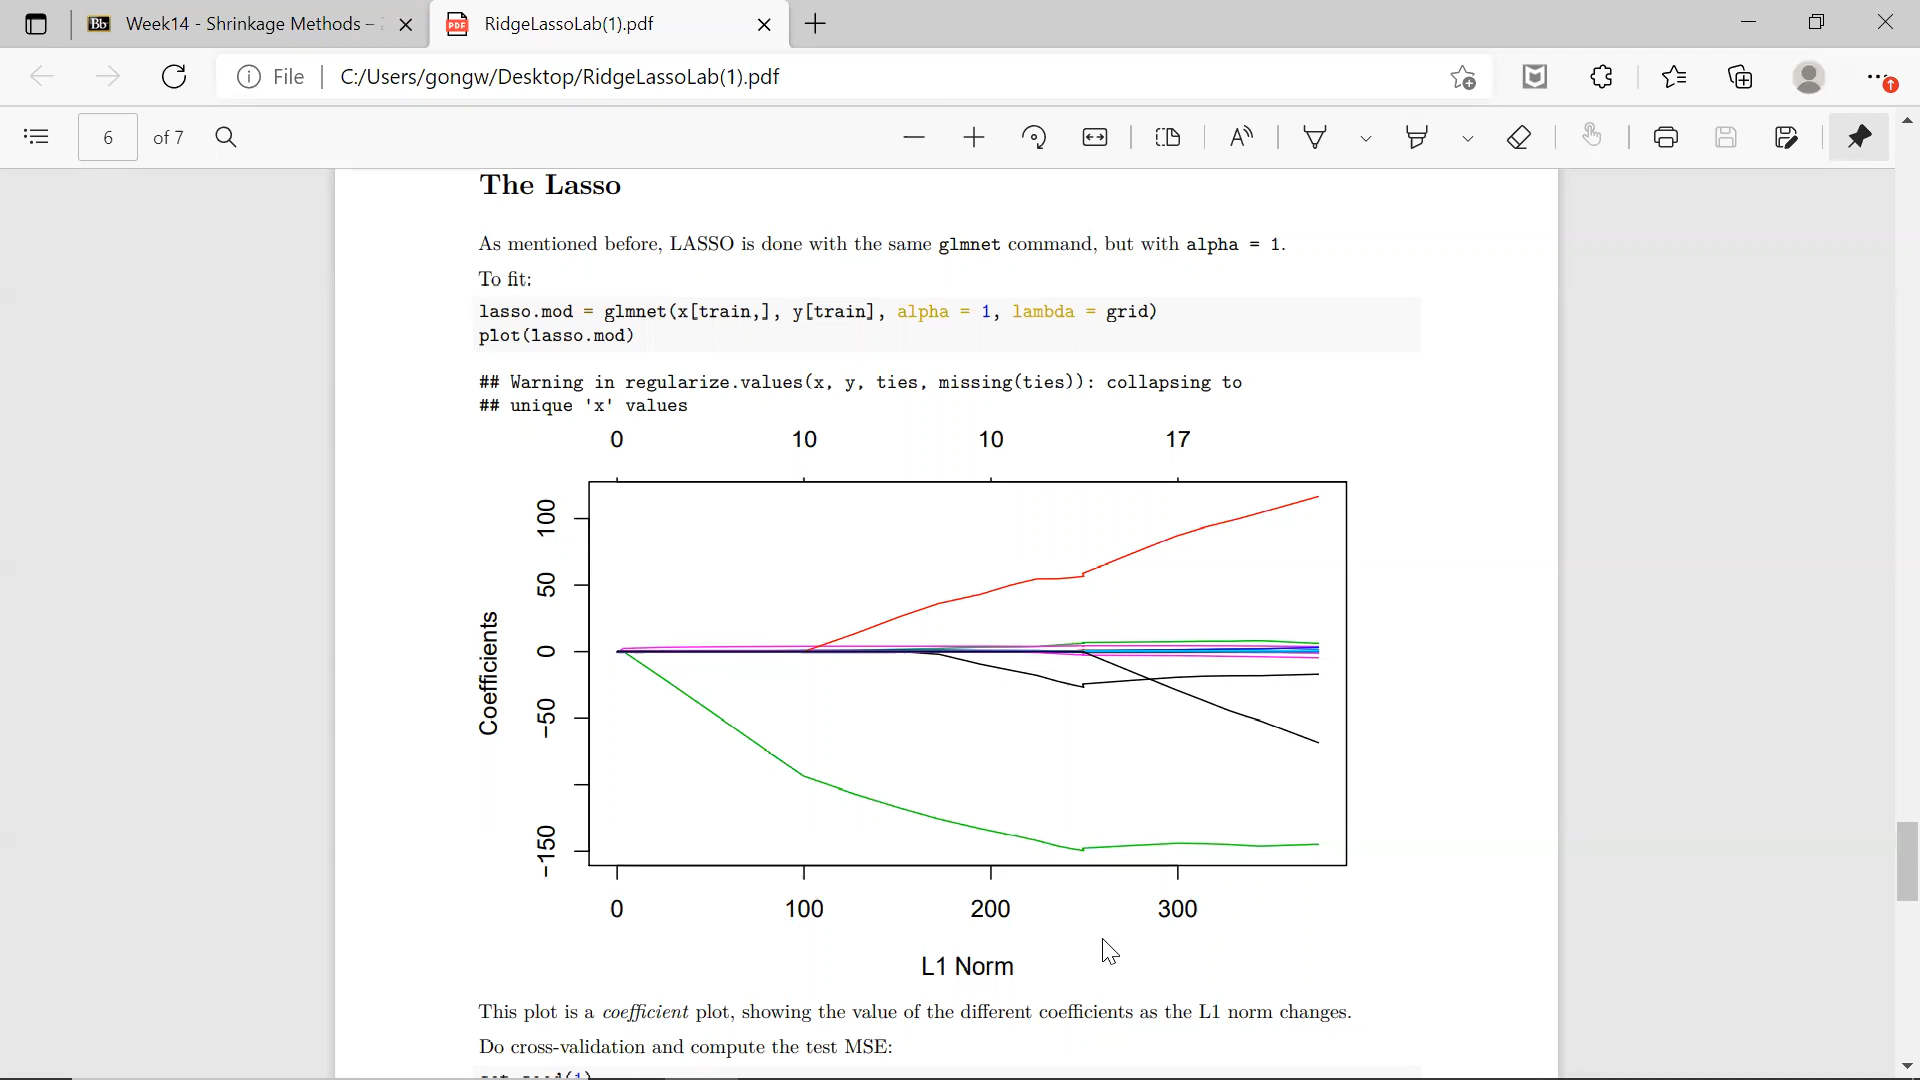 Week14 - Shrinkage Methods –
RidgeLassoLab(1).pdf
File
C:/Users/gongw/Desktop/RidgeLassoLab(1).pdf
6 of 7
The Lasso
As mentioned before, LASSO is done with the same glmnet command, but with alpha = 1.
To fit:
lasso.mod = glmnet(x[train,], y[train], alpha = 1, lambda = grid)
plot(lasso.mod)
## Warning in regularize.values(x, y, ties, missing(ties)): collapsing to
## unique 'x' values
0 10 10 17
100
50
0
−50
−150
Coefficients
0 100 200 300
L1 Norm
This plot is a coefficient plot, showing the value of the different coefficients as the L1 norm changes.
Do cross-validation and compute the test MSE: